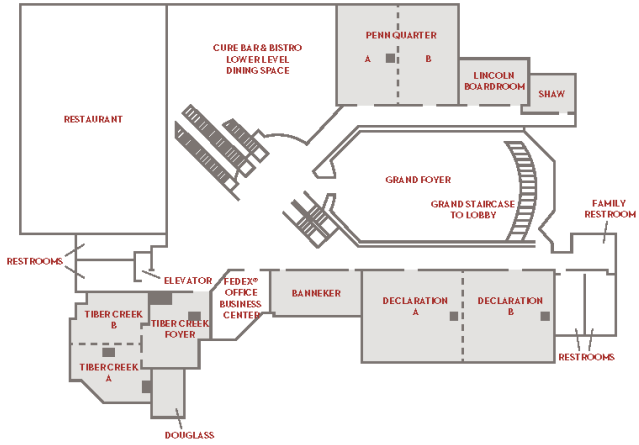 PENN QUARTER
A
B
CURE BAR & BISTRO
LOWER LEVEL
DINING SPACE
LINCOLN
BOARDROOM
SHAW
RESTAURANT
GRAND FOYER
GRAND STAIRCASE
TO LOBBY
FAMILY
RESTROOM
RESTROOMS
ELEVATOR
FEDEX®
OFFICE
BUSINESS
CENTER
BANNEKER
DECLARATION
A
DECLARATION
B
TIBER CREEK
B
TIBER CREEK
FOYER
TIBER CREEK
A
RESTROOMS
DOUGLASS